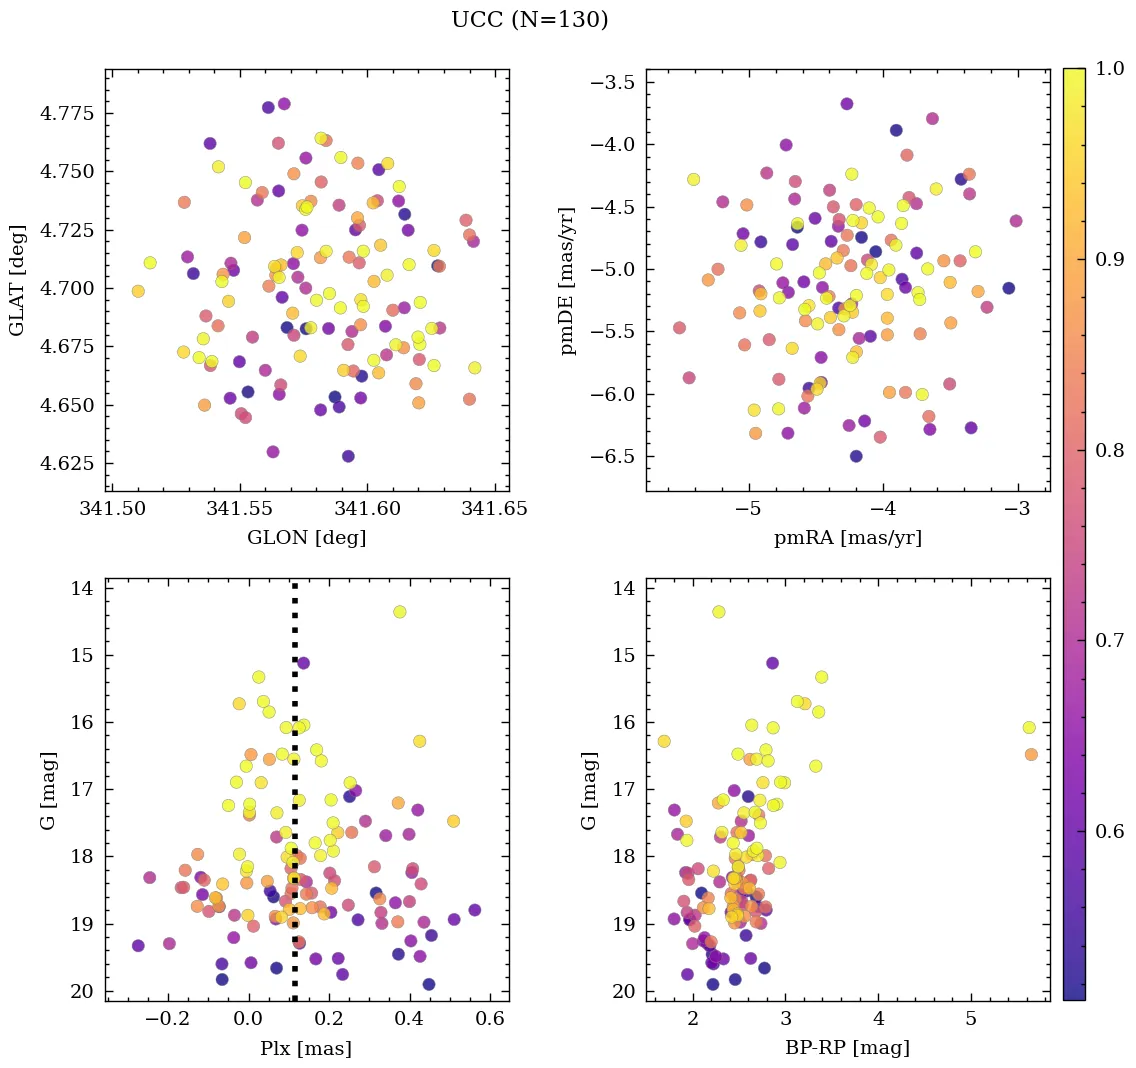 UCC (N=130)
4.775
4.750
4.725
4.700
4.675
4.650
4.625
GLAT [deg]
341.50 341.55 341.60 341.65
GLON [deg]
−3.5
−4.0
−4.5
−5.0
−5.5
−6.0
−6.5
pmDE [mas/yr]
−5 −4 −3
pmRA [mas/yr]
14
15
16
17
18
19
20
G [mag]
−0.2 0.0 0.2 0.4 0.6
Plx [mas]
14
15
16
17
18
19
20
G [mag]
2 3 4 5
BP-RP [mag]
1.0
0.9
0.8
0.7
0.6